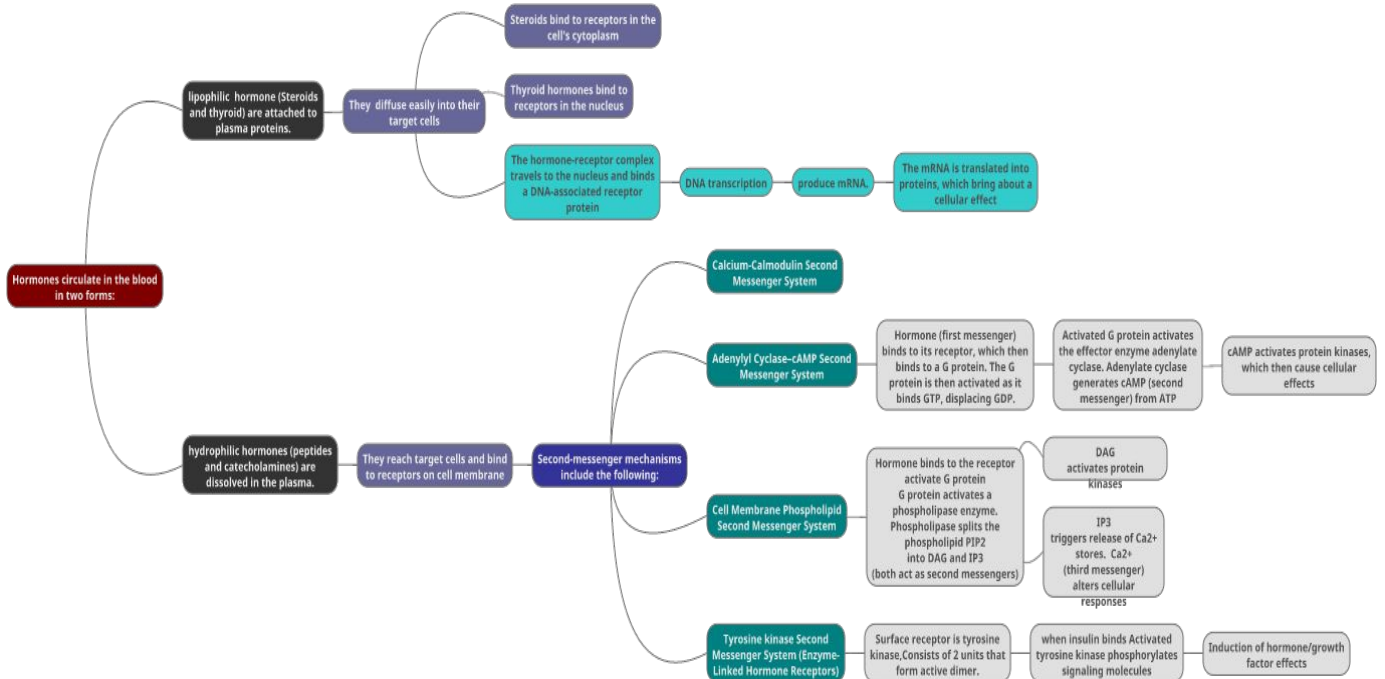 Hormones circulate in the blood
in two forms:
lipophilic hormone (Steroids
and thyroid) are attached to
plasma proteins.
They diffuse easily into their
target cells
Steroids bind to receptors in the
cell's cytoplasm
Thyroid hormones bind to
receptors in the nucleus
The hormone-receptor complex
travels to the nucleus and binds
a DNA-associated receptor
protein
DNA transcription
produce mRNA.
The mRNA is translated into
proteins, which bring about a
cellular effect
hydrophilic hormones (peptides
and catecholamines) are
dissolved in the plasma.
They reach target cells and bind
to receptors on cell membrane
Second-messenger mechanisms
include the following:
Calcium-Calmodulin Second
Messenger System
Adenylyl Cyclase–cAMP Second
Messenger System
Hormone (first messenger)
binds to its receptor, which then
binds to a G protein. The G
protein is then activated as it
binds GTP, displacing GDP.
Activated G protein activates
the effector enzyme adenylate
cyclase. Adenylate cyclase
generates cAMP (second
messenger) from ATP
cAMP activates protein kinases,
which then cause cellular
effects
Cell Membrane Phospholipid
Second Messenger System
Hormone binds to the receptor
activate G protein
G protein activates a
phospholipase enzyme.
Phospholipase splits the
phospholipid PIP2
into DAG and IP3
(both act as second messengers)
DAG
activates protein
kinases
IP3
triggers release of Ca2+
stores. Ca2+
(third messenger)
alters cellular
responses
Tyrosine kinase Second
Messenger System (Enzyme-
Linked Hormone Receptors)
Surface receptor is tyrosine
kinase,Consists of 2 units that
form active dimer.
when insulin binds Activated
tyrosine kinase phosphorylates
signaling molecules
Induction of hormone/growth
factor effects